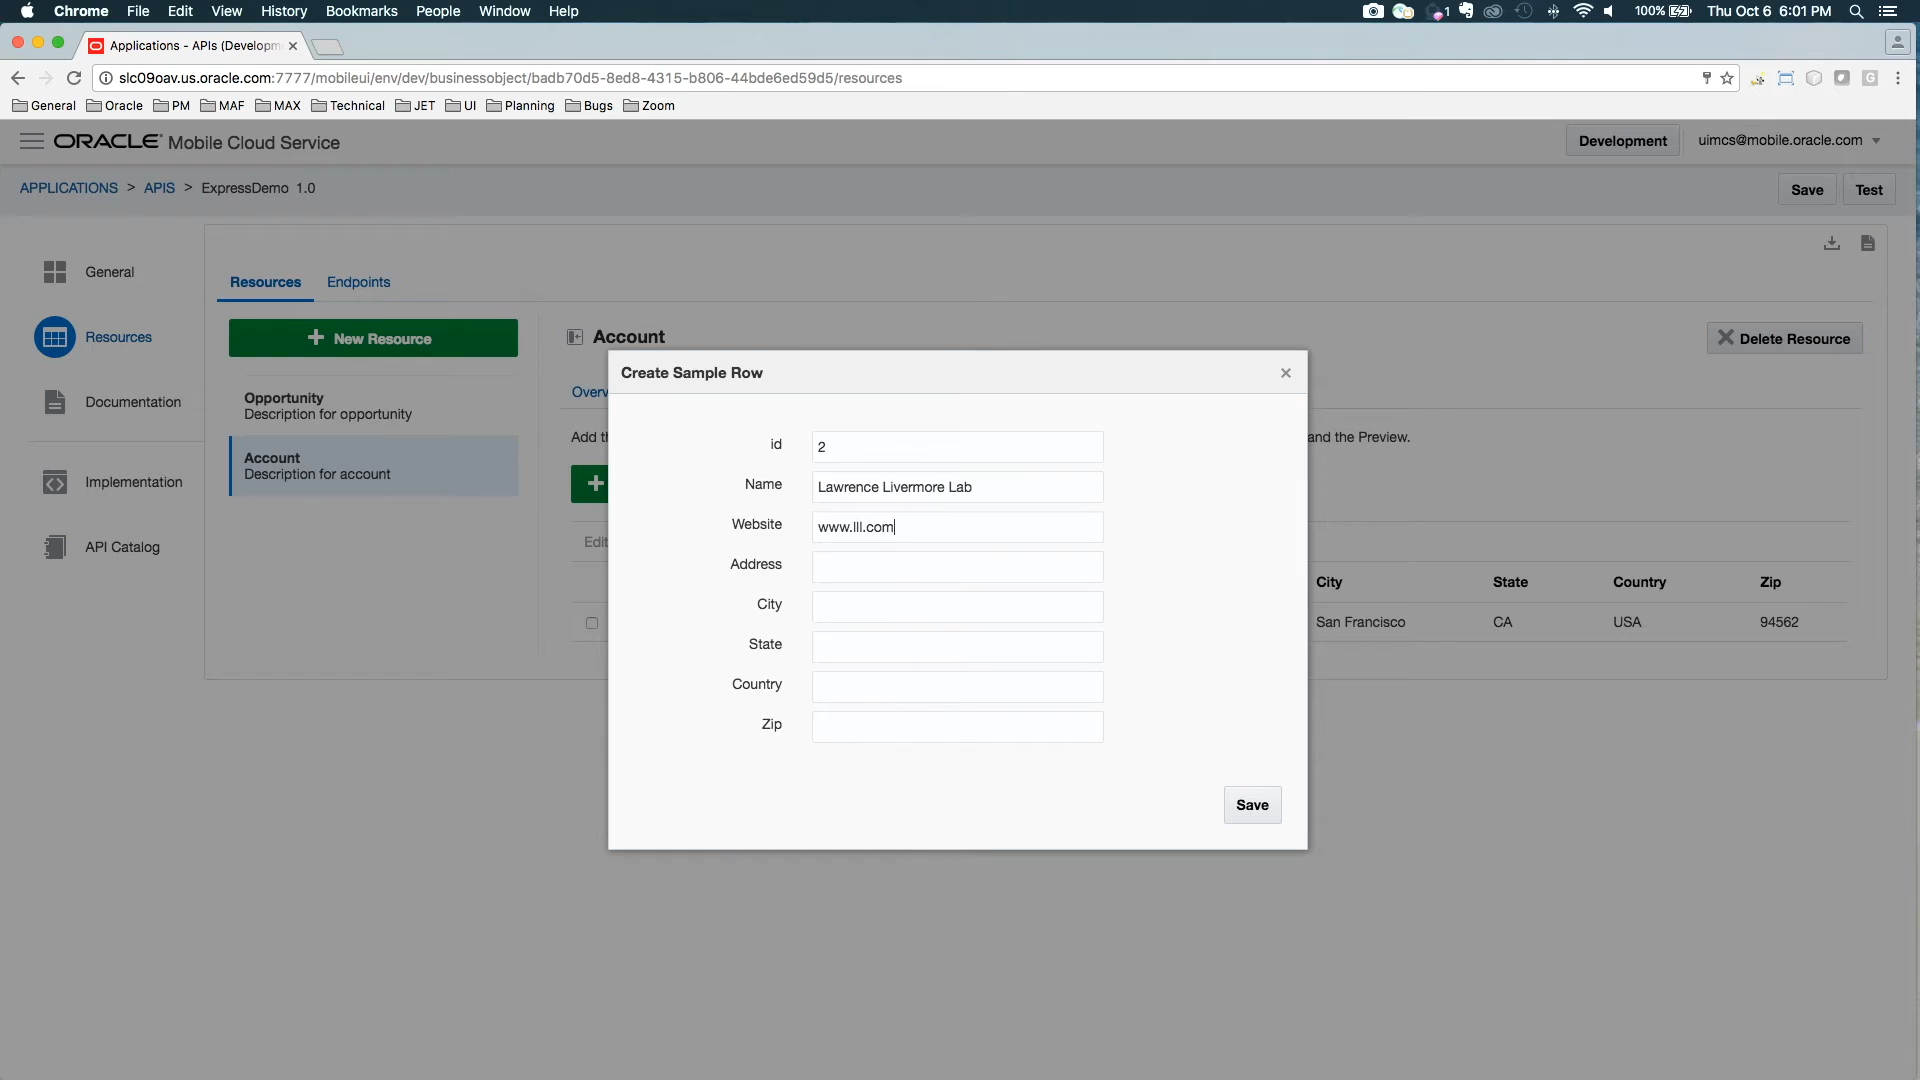 Chrome File Edit View History Bookmarks People Window Help 1 100% Thu Oct 6 6:01 PM
Applications - APIs (Developm
slc09oav.us.oracle.com:7777/mobileui/env/dev/businessobject/badb70d5-8ed8-4315-b806-44bde6ed59d5/resources
General Oracle PM MAF MAX Technical JET UI Planning Bugs Zoom
ORACLE Mobile Cloud Service Development uimcs@mobile.oracle.com
APPLICATIONS > APIS > ExpressDemo 1.0 Save Test
General
Resources
Documentation
Implementation
API Catalog
Resources Endpoints
New Resource
Opportunity
Description for opportunity
Account
Description for account
Account Delete Resource
Overv
Add th and the Preview.
Edit
City State Country Zip
San Francisco CA USA 94562
Create Sample Row
id 2
Name Lawrence Livermore Lab
Website www.lll.com
Address
City
State
Country
Zip
Save